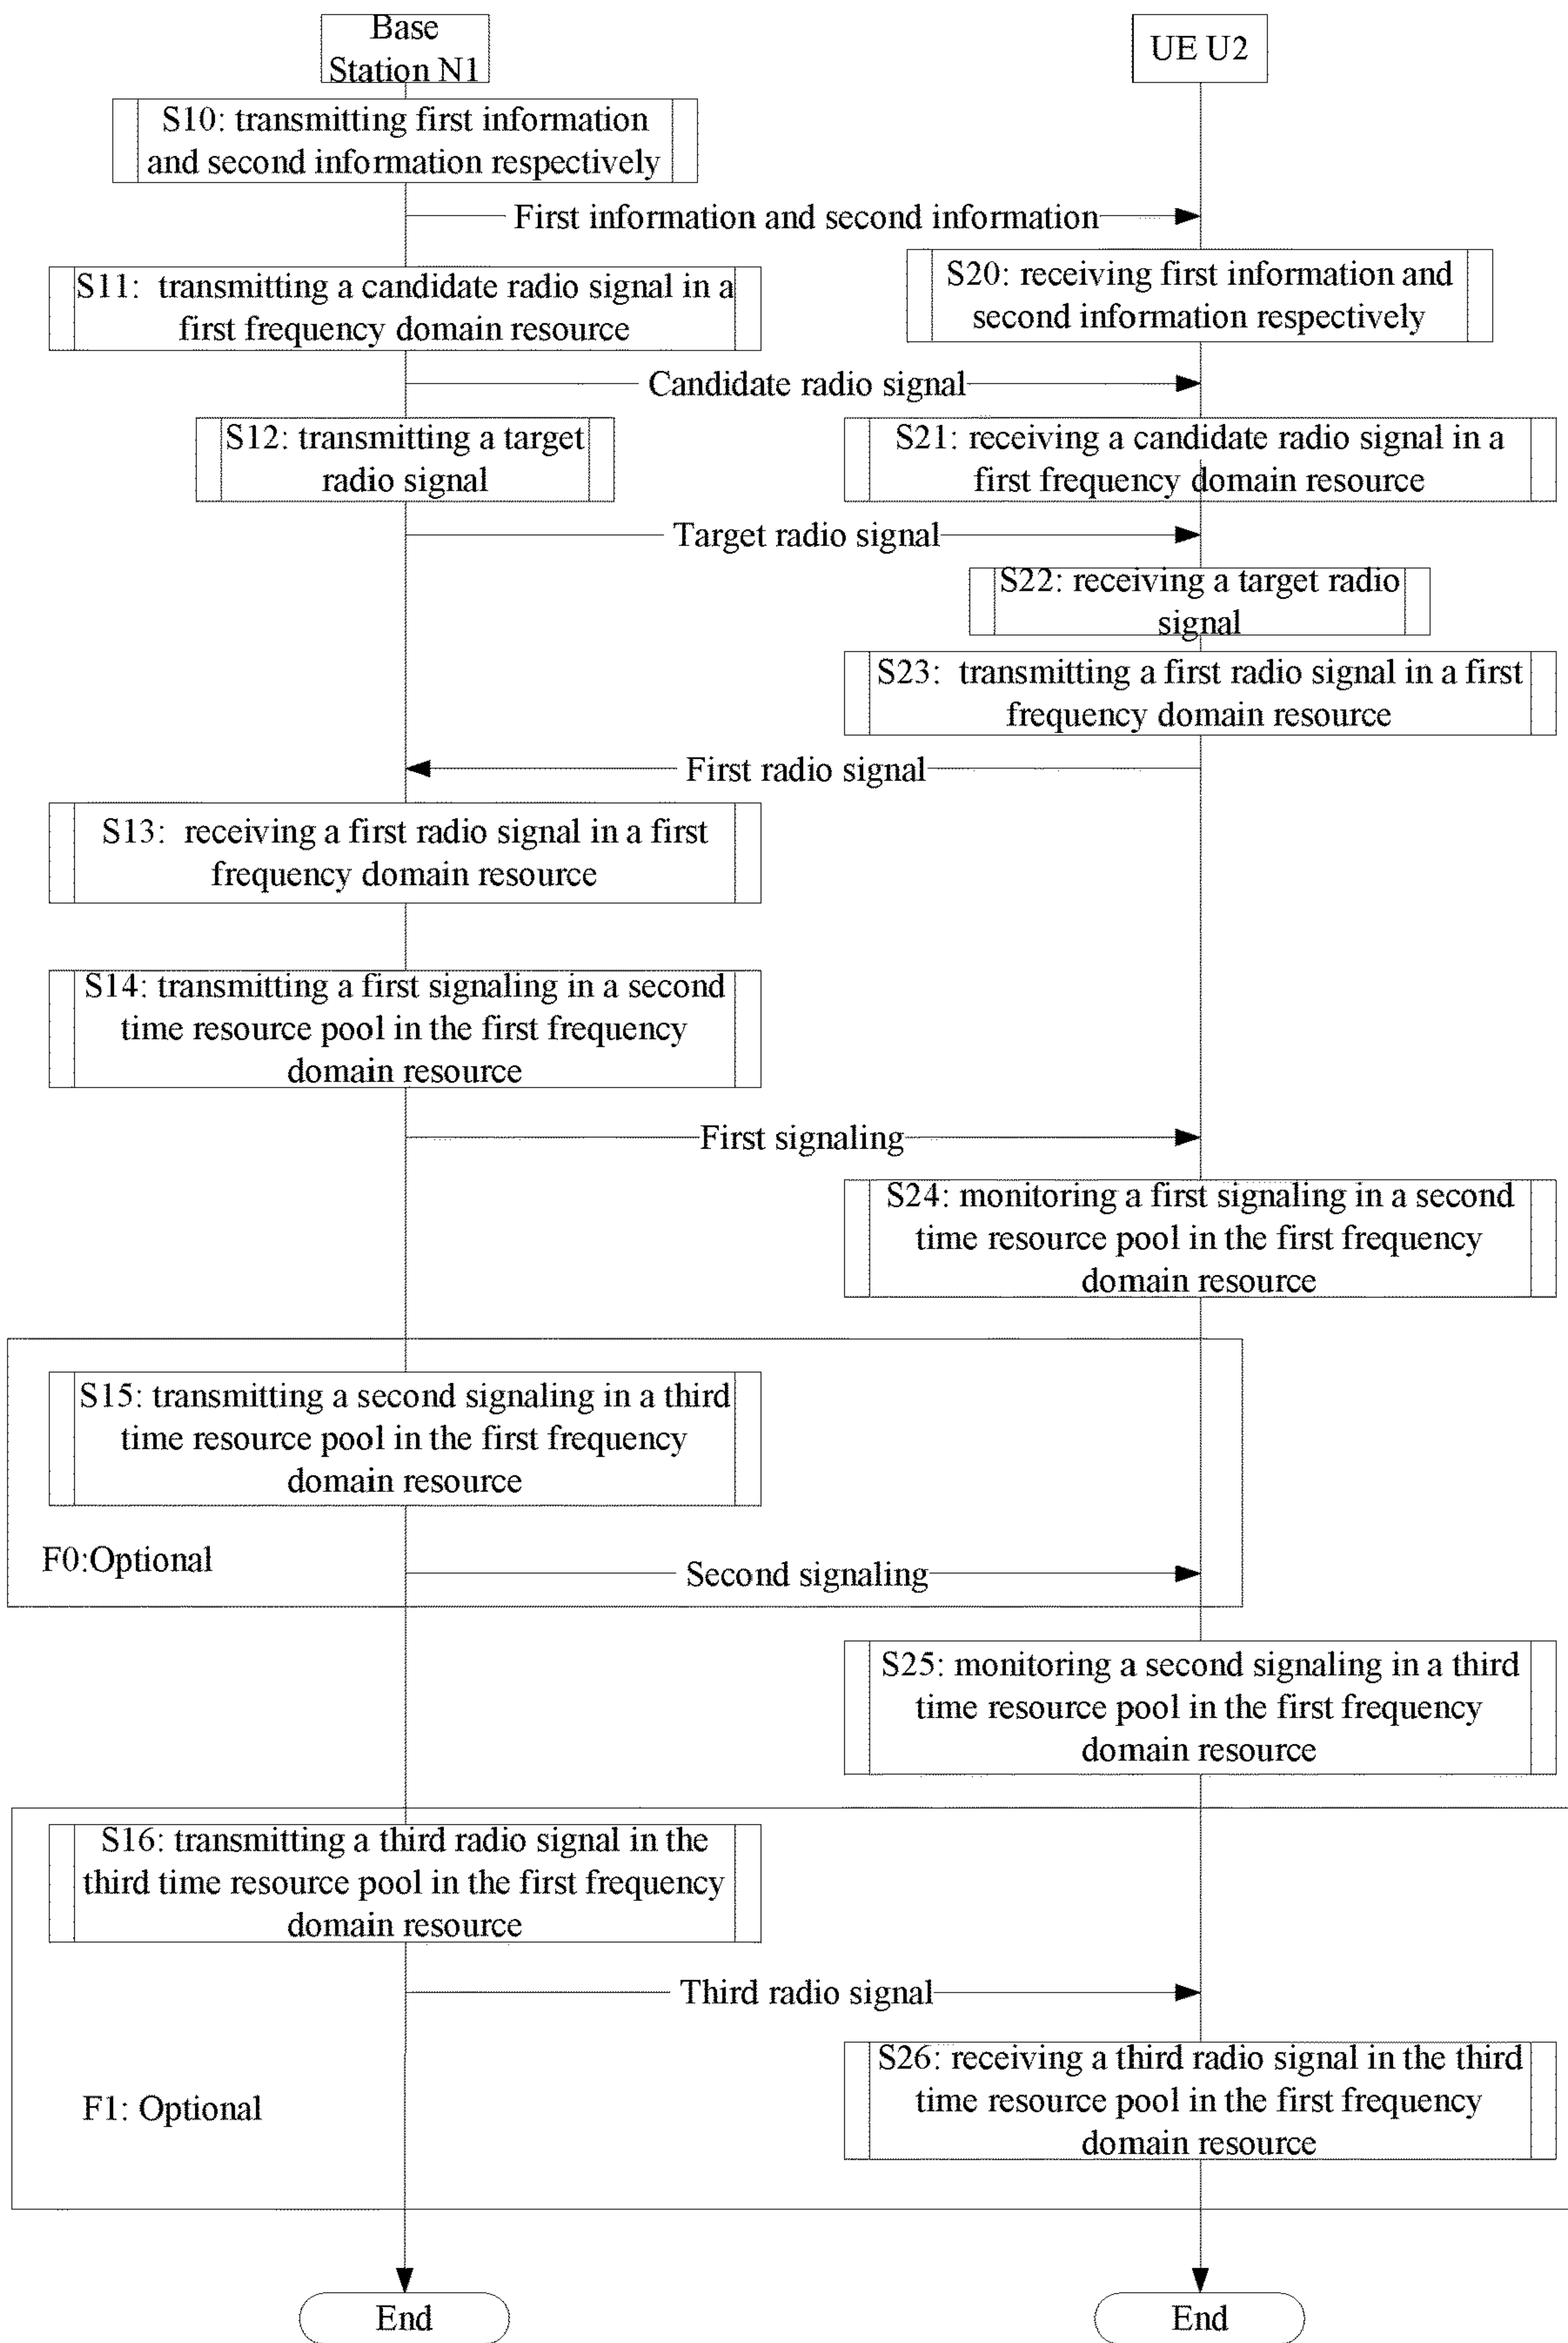 Base
Station N1
UE U2
S10: transmitting first information
and second information respectively
First information and second information
S11: transmitting a candidate radio signal in a
first frequency domain resource
S20: receiving first information and
second information respectively
Candidate radio signal
S12: transmitting a target
radio signal
S21: receiving a candidate radio signal in a
first frequency domain resource
Target radio signal
S22: receiving a target radio
signal
S23: transmitting a first radio signal in a first
frequency domain resource
First radio signal
S13: receiving a first radio signal in a first
frequency domain resource
S14: transmitting a first signaling in a second
time resource pool in the first frequency
domain resource
First signaling
S24: monitoring a first signaling in a second
time resource pool in the first frequency
domain resource
S15: transmitting a second signaling in a third
time resource pool in the first frequency
domain resource
F0:Optional
Second signaling
S25: monitoring a second signaling in a third
time resource pool in the first frequency
domain resource
S16: transmitting a third radio signal in the
third time resource pool in the first frequency
domain resource
Third radio signal
S26: receiving a third radio signal in the third
time resource pool in the first frequency
domain resource
F1: Optional
End
End